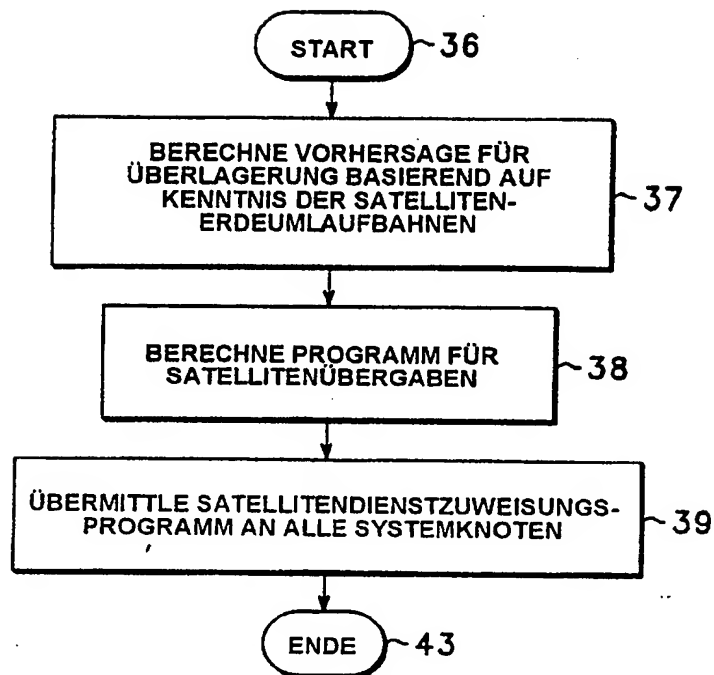 START
36
BERECHNE VORHERSAGE FÜR
ÜBERLAGERUNG BASIEREND AUF
KENNTNIS DER SATELLITEN-
ERDEUMLAUFBAHNEN
37
BERECHNE PROGRAMM FÜR
SATELLITENÜBERGABEN
38
ÜBERMITTLE SATELLITENDIENSTZUWEISUNGS-
PROGRAMM AN ALLE SYSTEMKNOTEN
39
ENDE
43